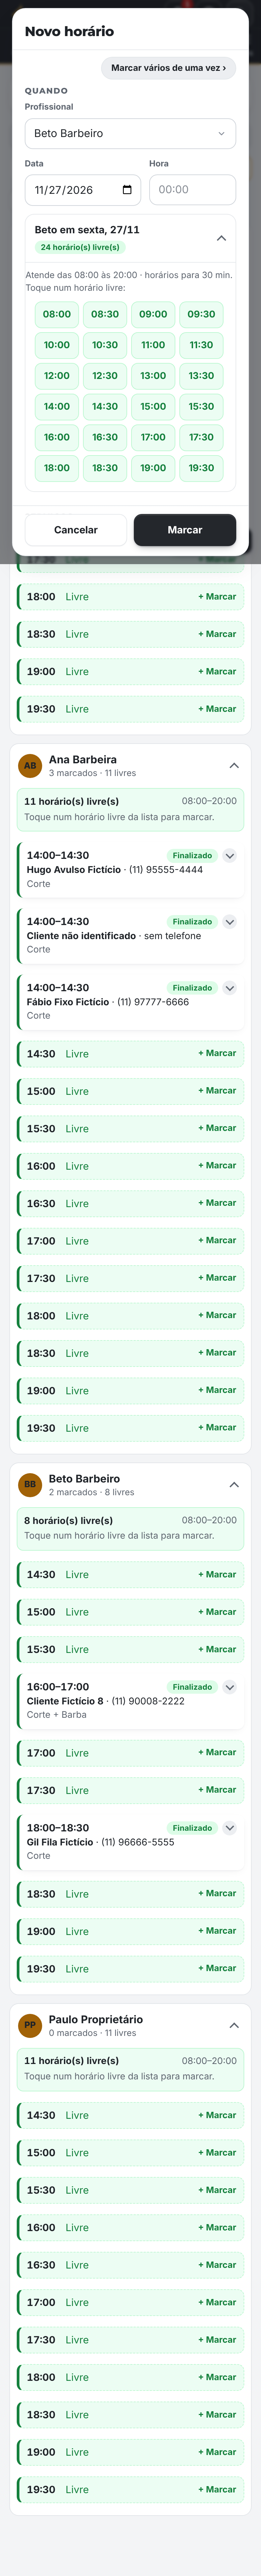 Novo horário
Marcar vários de uma vez ›
QUANDO
Profissional
Beto Barbeiro
Data
Hora
11/27/2026
00:00
Beto em sexta, 27/11
24 horário(s) livre(s)
Atende das 08:00 às 20:00 · horários para 30 min.
Toque num horário livre:
08:00 08:30 09:00 09:30
10:00 10:30 11:00 11:30
12:00 12:30 13:00 13:30
14:00 14:30 15:00 15:30
16:00 16:30 17:00 17:30
18:00 18:30 19:00 19:30
Cancelar
Marcar
17:30 Livre + Marcar
18:00 Livre + Marcar
18:30 Livre + Marcar
19:00 Livre + Marcar
19:30 Livre + Marcar
AB
Ana Barbeira
3 marcados · 11 livres
11 horário(s) livre(s) 08:00–20:00
Toque num horário livre da lista para marcar.
14:00–14:30 Finalizado
Hugo Avulso Fictício · (11) 95555-4444
Corte
14:00–14:30 Finalizado
Cliente não identificado · sem telefone
Corte
14:00–14:30 Finalizado
Fábio Fixo Fictício · (11) 97777-6666
Corte
14:30 Livre + Marcar
15:00 Livre + Marcar
15:30 Livre + Marcar
16:00 Livre + Marcar
16:30 Livre + Marcar
17:00 Livre + Marcar
17:30 Livre + Marcar
18:00 Livre + Marcar
18:30 Livre + Marcar
19:00 Livre + Marcar
19:30 Livre + Marcar
BB
Beto Barbeiro
2 marcados · 8 livres
8 horário(s) livre(s) 08:00–20:00
Toque num horário livre da lista para marcar.
14:30 Livre + Marcar
15:00 Livre + Marcar
15:30 Livre + Marcar
16:00–17:00 Finalizado
Cliente Fictício 8 · (11) 90008-2222
Corte + Barba
17:00 Livre + Marcar
17:30 Livre + Marcar
18:00–18:30 Finalizado
Gil Fila Fictício · (11) 96666-5555
Corte
18:30 Livre + Marcar
19:00 Livre + Marcar
19:30 Livre + Marcar
PP
Paulo Proprietário
0 marcados · 11 livres
11 horário(s) livre(s) 08:00–20:00
Toque num horário livre da lista para marcar.
14:30 Livre + Marcar
15:00 Livre + Marcar
15:30 Livre + Marcar
16:00 Livre + Marcar
16:30 Livre + Marcar
17:00 Livre + Marcar
17:30 Livre + Marcar
18:00 Livre + Marcar
18:30 Livre + Marcar
19:00 Livre + Marcar
19:30 Livre + Marcar